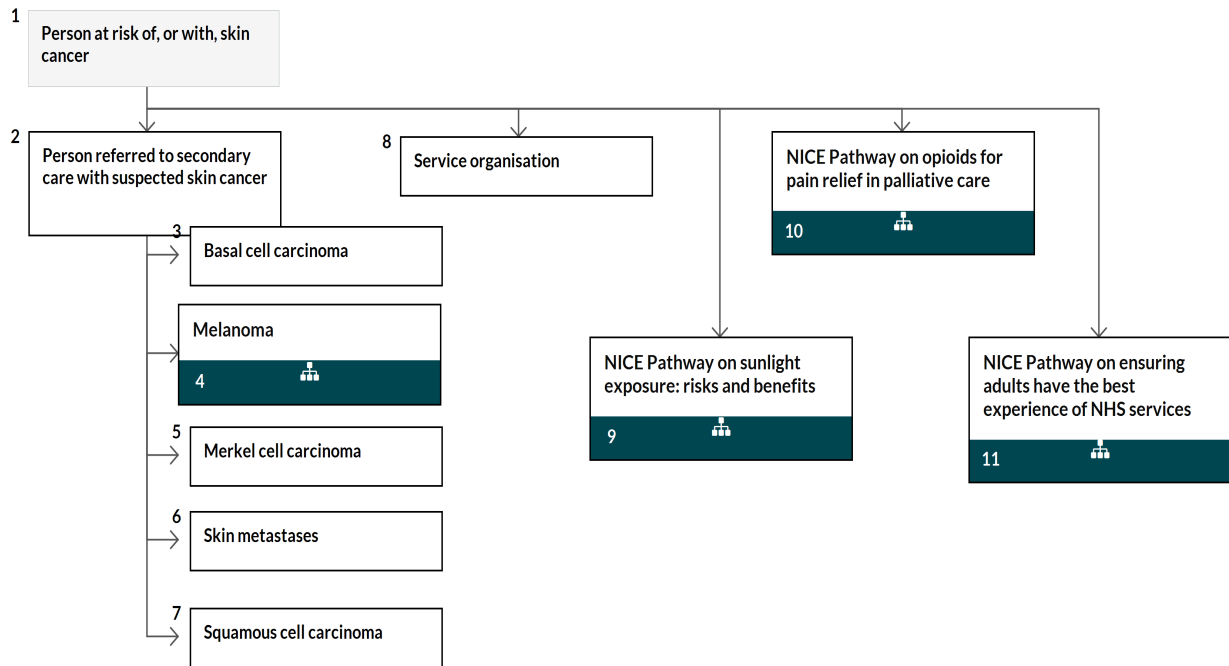 1
Person at risk of, or with, skin
cancer
2
Person referred to secondary
care with suspected skin cancer
3
Basal cell carcinoma
Melanoma
4
5
Merkel cell carcinoma
6
Skin metastases
7
Squamous cell carcinoma
8
Service organisation
NICE Pathway on sunlight
exposure: risks and benefits
9
NICE Pathway on opioids for
pain relief in palliative care
10
NICE Pathway on ensuring
adults have the best
experience of NHS services
11